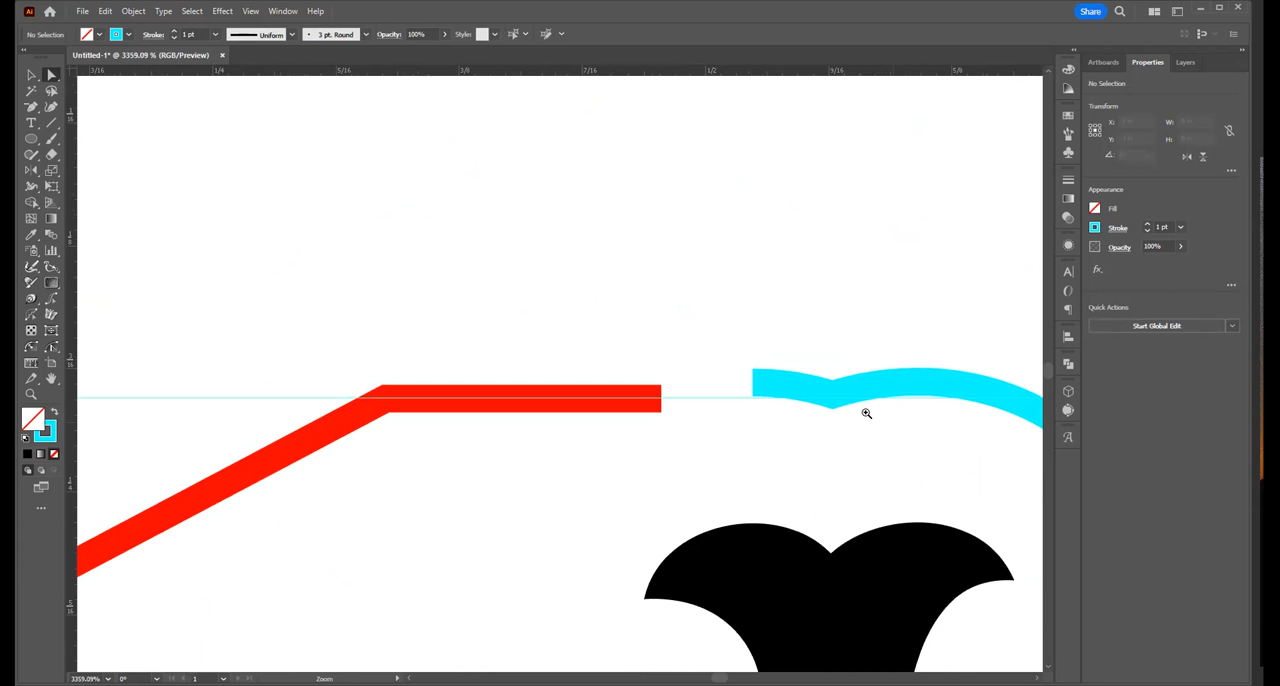 Ai File Edit Object Type Select Effect View Window Help Share
No Selection Stroke: 1 pt Uniform 3 pt. Round Opacity: 100% Style:
Untitled-1* @ 3359.09 % (RGB/Preview) ×
3/16 1/4 5/16 3/8 7/16 1/2 9/16 5/8
Artboards Properties Layers
No Selection
Transform
X: W:
Y: H:
Appearance
Fill
Stroke 1 pt
Opacity 100%
fx.
Quick Actions
Start Global Edit
3359.09% 0° 1 Zoom